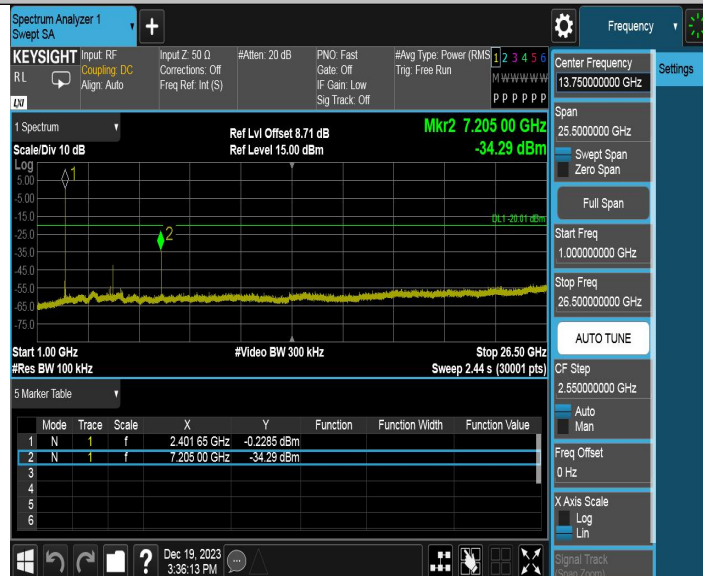 Spectrum Analyzer 1
Swept SA
Frequency
KEYSIGHT
RL
LXI
Input: RF
Coupling: DC
Align: Auto
Input Z: 50 Ω
Corrections: Off
Freq Ref: Int (S)
#Atten: 20 dB
PNO: Fast
Gate: Off
IF Gain: Low
Sig Track: Off
#Avg Type: Power (RMS
Trig: Free Run
1 2 3 4 5 6
M W W W W W
P P P P P P
Settings
Center Frequency
13.750000000 GHz
Span
25.5000000 GHz
Swept Span
Zero Span
Full Span
Start Freq
1.000000000 GHz
Stop Freq
26.500000000 GHz
AUTO TUNE
CF Step
2.550000000 GHz
Auto
Man
Freq Offset
0 Hz
X Axis Scale
Log
Lin
Signal Track
(Span Zoom)
1 Spectrum
Scale/Div 10 dB
Ref Lvl Offset 8.71 dB
Ref Level 15.00 dBm
Mkr2 7.205 00 GHz
-34.29 dBm
Log
5.00
-5.00
-15.0
-25.0
-35.0
-45.0
-55.0
-65.0
-75.0
1
2
DL1 -20.01 dBm
Start 1.00 GHz
#Res BW 100 kHz
#Video BW 300 kHz
Stop 26.50 GHz
Sweep 2.44 s (30001 pts)
5 Marker Table
Mode Trace Scale X Y Function Function Width Function Value
1 N 1 f 2.401 65 GHz -0.2285 dBm
2 N 1 f 7.205 00 GHz -34.29 dBm
3
4
5
6
?
Dec 19, 2023
3:36:13 PM